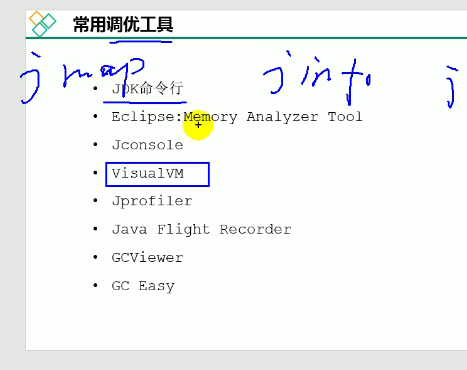 常用调优工具
jmap jinfo j
• JDK命令行
• Eclipse:Memory Analyzer Tool
• Jconsole
• VisualVM
• Jprofiler
• Java Flight Recorder
• GCViewer
• GC Easy